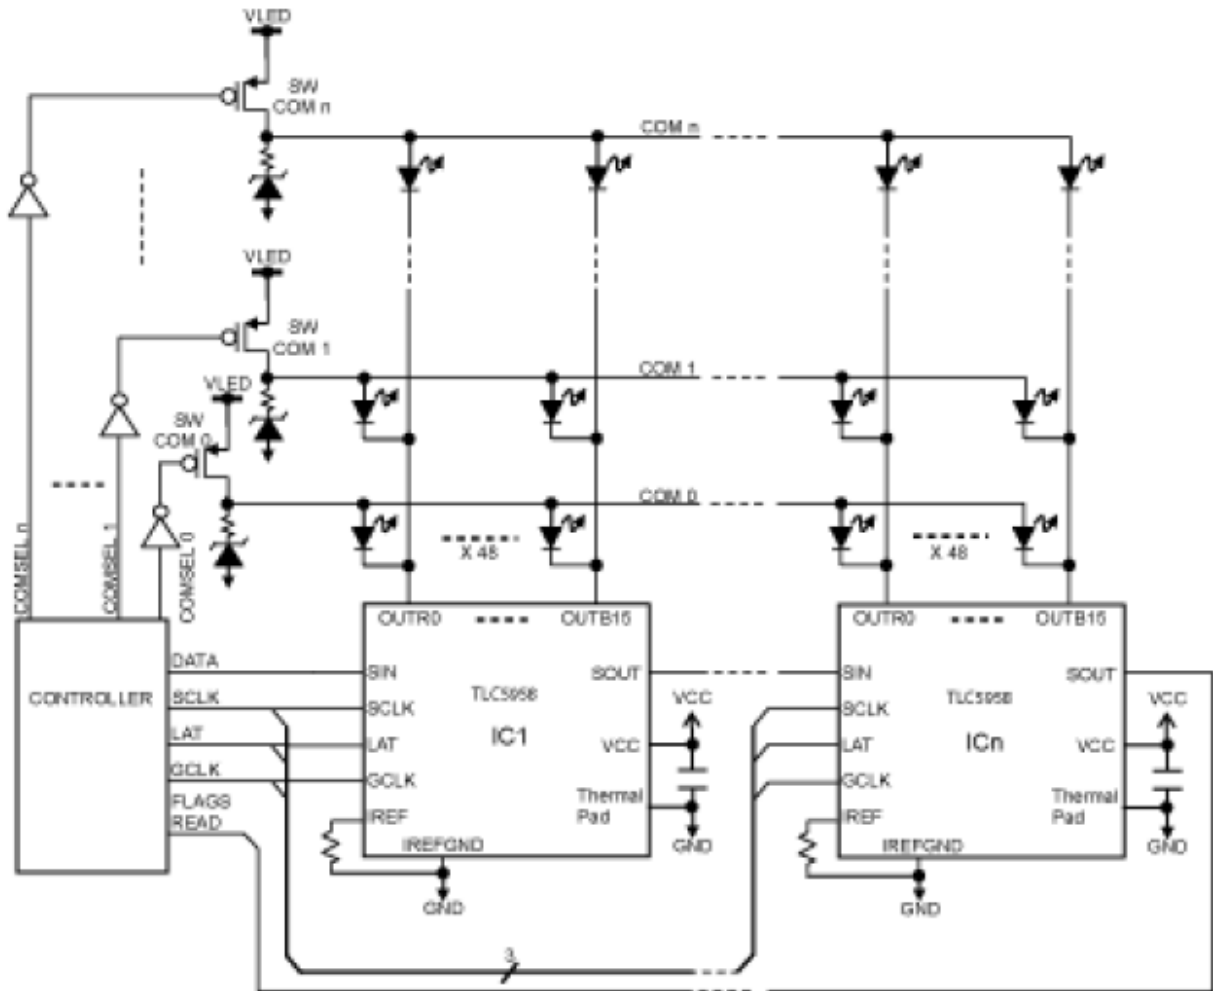 VLED
SW
COM n
COM n
VLED
SW
COM 1
COM 1
VLED
SW
COM 0
COM 0
X 48
X 48
COMSEL n
COMSEL 1
COMSEL 0
CONTROLLER
DATA
SCLK
LAT
GCLK
FLAGS
READ
OUTR0
OUTB15
SIN
SOUT
TLC5958
SCLK
IC1
LAT
VCC
GCLK
Thermal
Pad
IREF
IREFGND
VCC
GND
GND
OUTR0
OUTB15
SIN
SOUT
TLC5958
SCLK
ICn
LAT
VCC
GCLK
Thermal
Pad
IREF
IREFGND
VCC
GND
GND
3